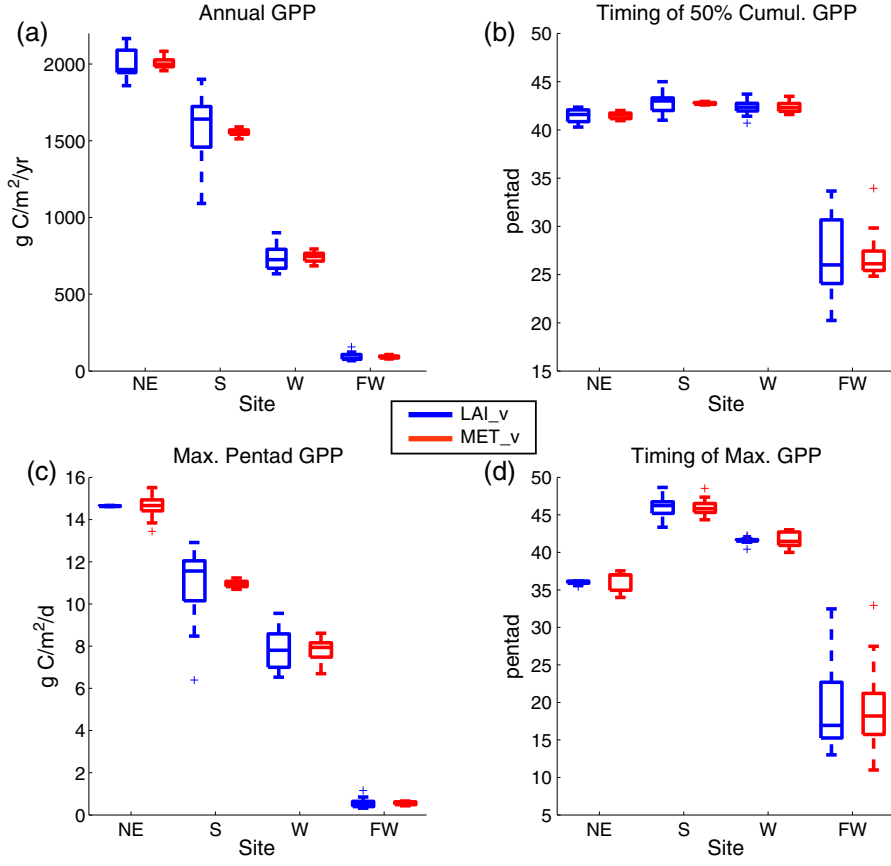 (a)
Annual GPP
g C/m²/yr
2000
1500
1000
500
0
NE S W FW
Site
(b)
Timing of 50% Cumul. GPP
pentad
50
45
40
35
30
25
20
15
NE S W FW
Site
LAI_v
MET_v
(c)
Max. Pentad GPP
g C/m²/d
16
14
12
10
8
6
4
2
0
NE S W FW
Site
(d)
Timing of Max. GPP
pentad
50
45
40
35
30
25
20
15
10
5
NE S W FW
Site